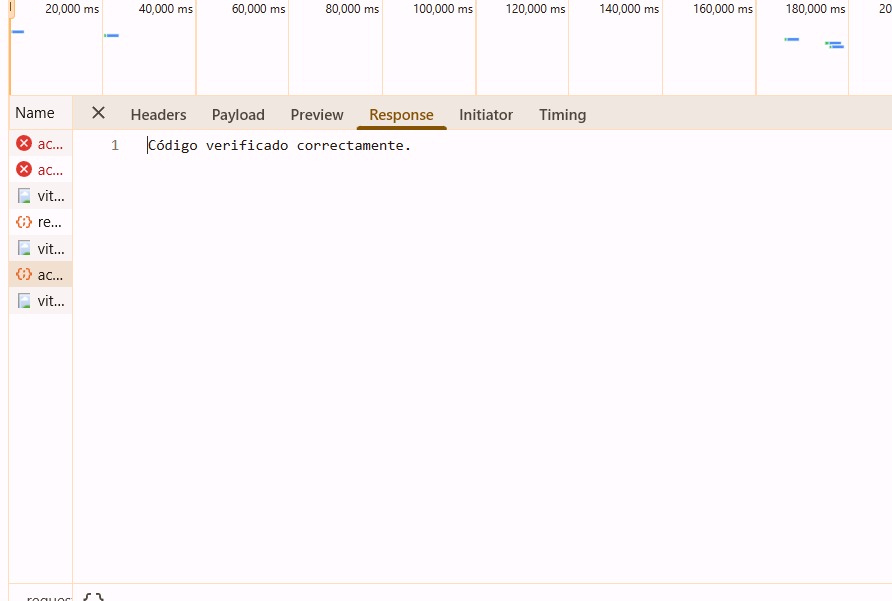 20,000 ms 40,000 ms 60,000 ms 80,000 ms 100,000 ms 120,000 ms 140,000 ms 160,000 ms 180,000 ms 20
Name Headers Payload Preview Response Initiator Timing
ac...
1 Código verificado correctamente.
ac...
vit...
re...
vit...
ac...
vit...
reques {}